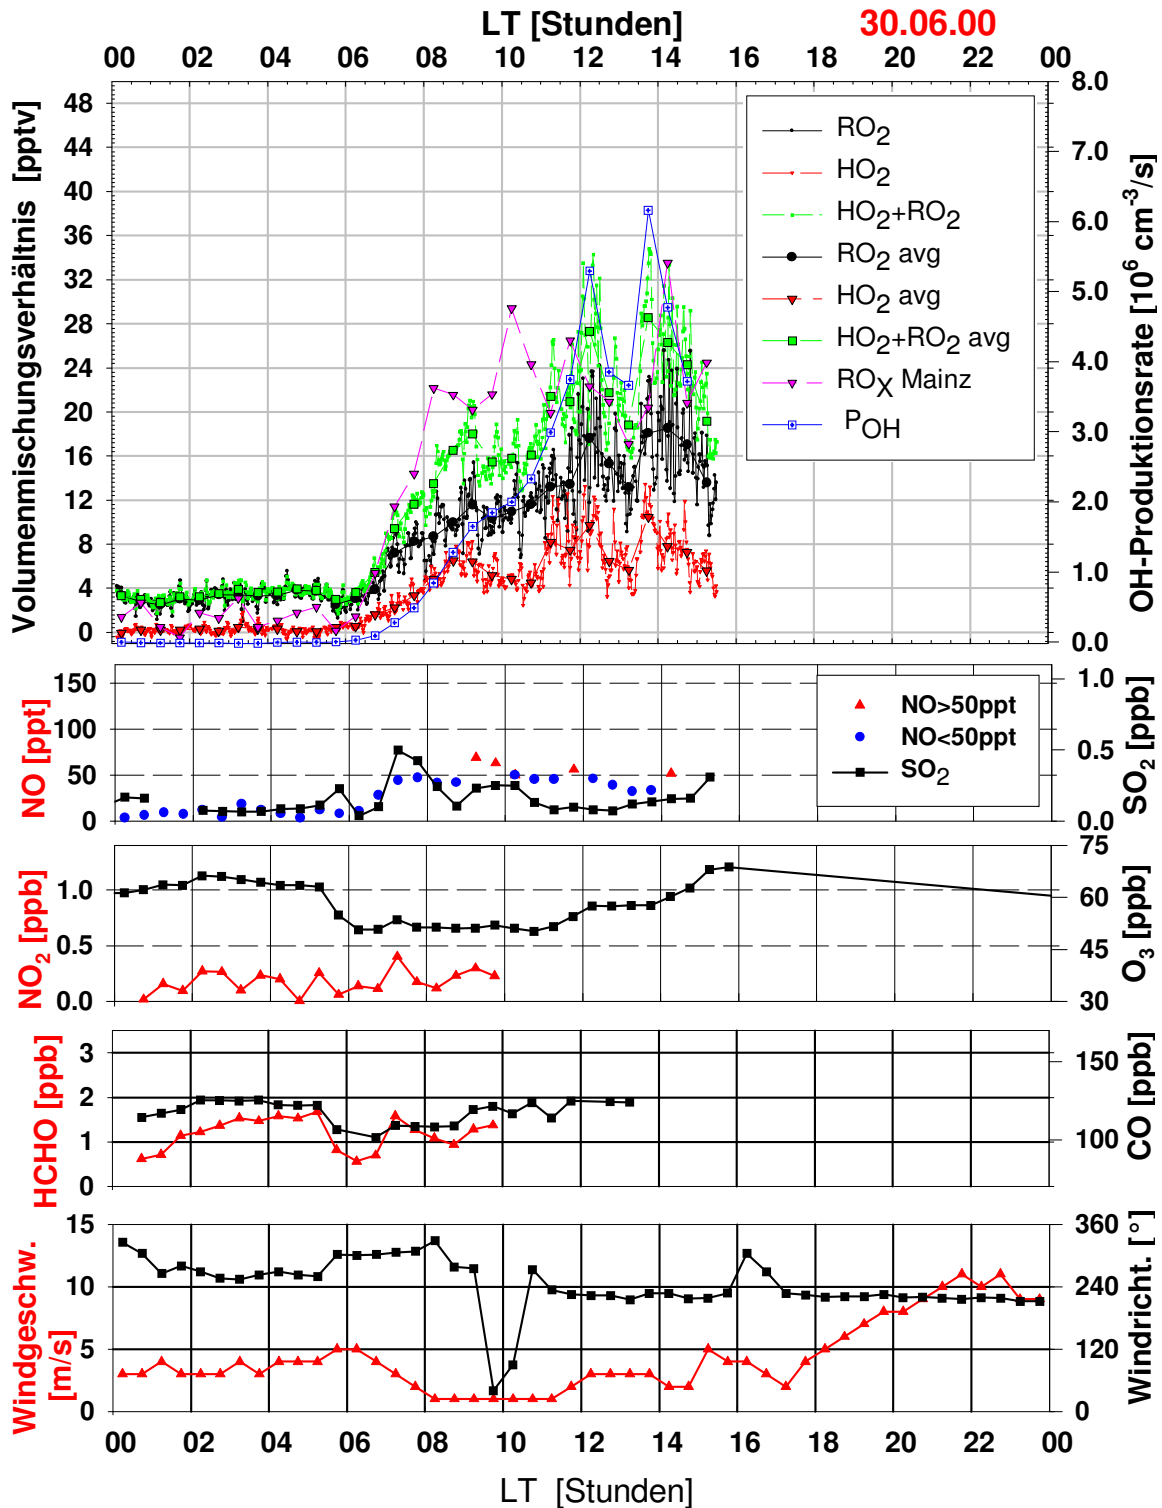 LT [Stunden]
30.06.00
00 02 04 06 08 10 12 14 16 18 20 22 00
Volumenmischungsverhältnis [pptv]
48
44
40
36
32
28
24
20
16
12
8
4
0
RO2
HO2
HO2+RO2
RO2 avg
HO2 avg
HO2+RO2 avg
ROX Mainz
POH
8.0
7.0
6.0
5.0
4.0
3.0
2.0
1.0
0.0
OH-Produktionsrate [10^6 cm^-3/s]
NO [ppt]
150
100
50
0
NO>50ppt
NO<50ppt
SO2
1.0
0.5
0.0
SO2 [ppb]
NO2 [ppb]
1.0
0.5
0.0
75
60
45
30
O3 [ppb]
HCHO [ppb]
3
2
1
0
150
100
CO [ppb]
Windgeschw.
[m/s]
15
10
5
0
360
240
120
0
Windricht. [°]
00 02 04 06 08 10 12 14 16 18 20 22 00
LT [Stunden]